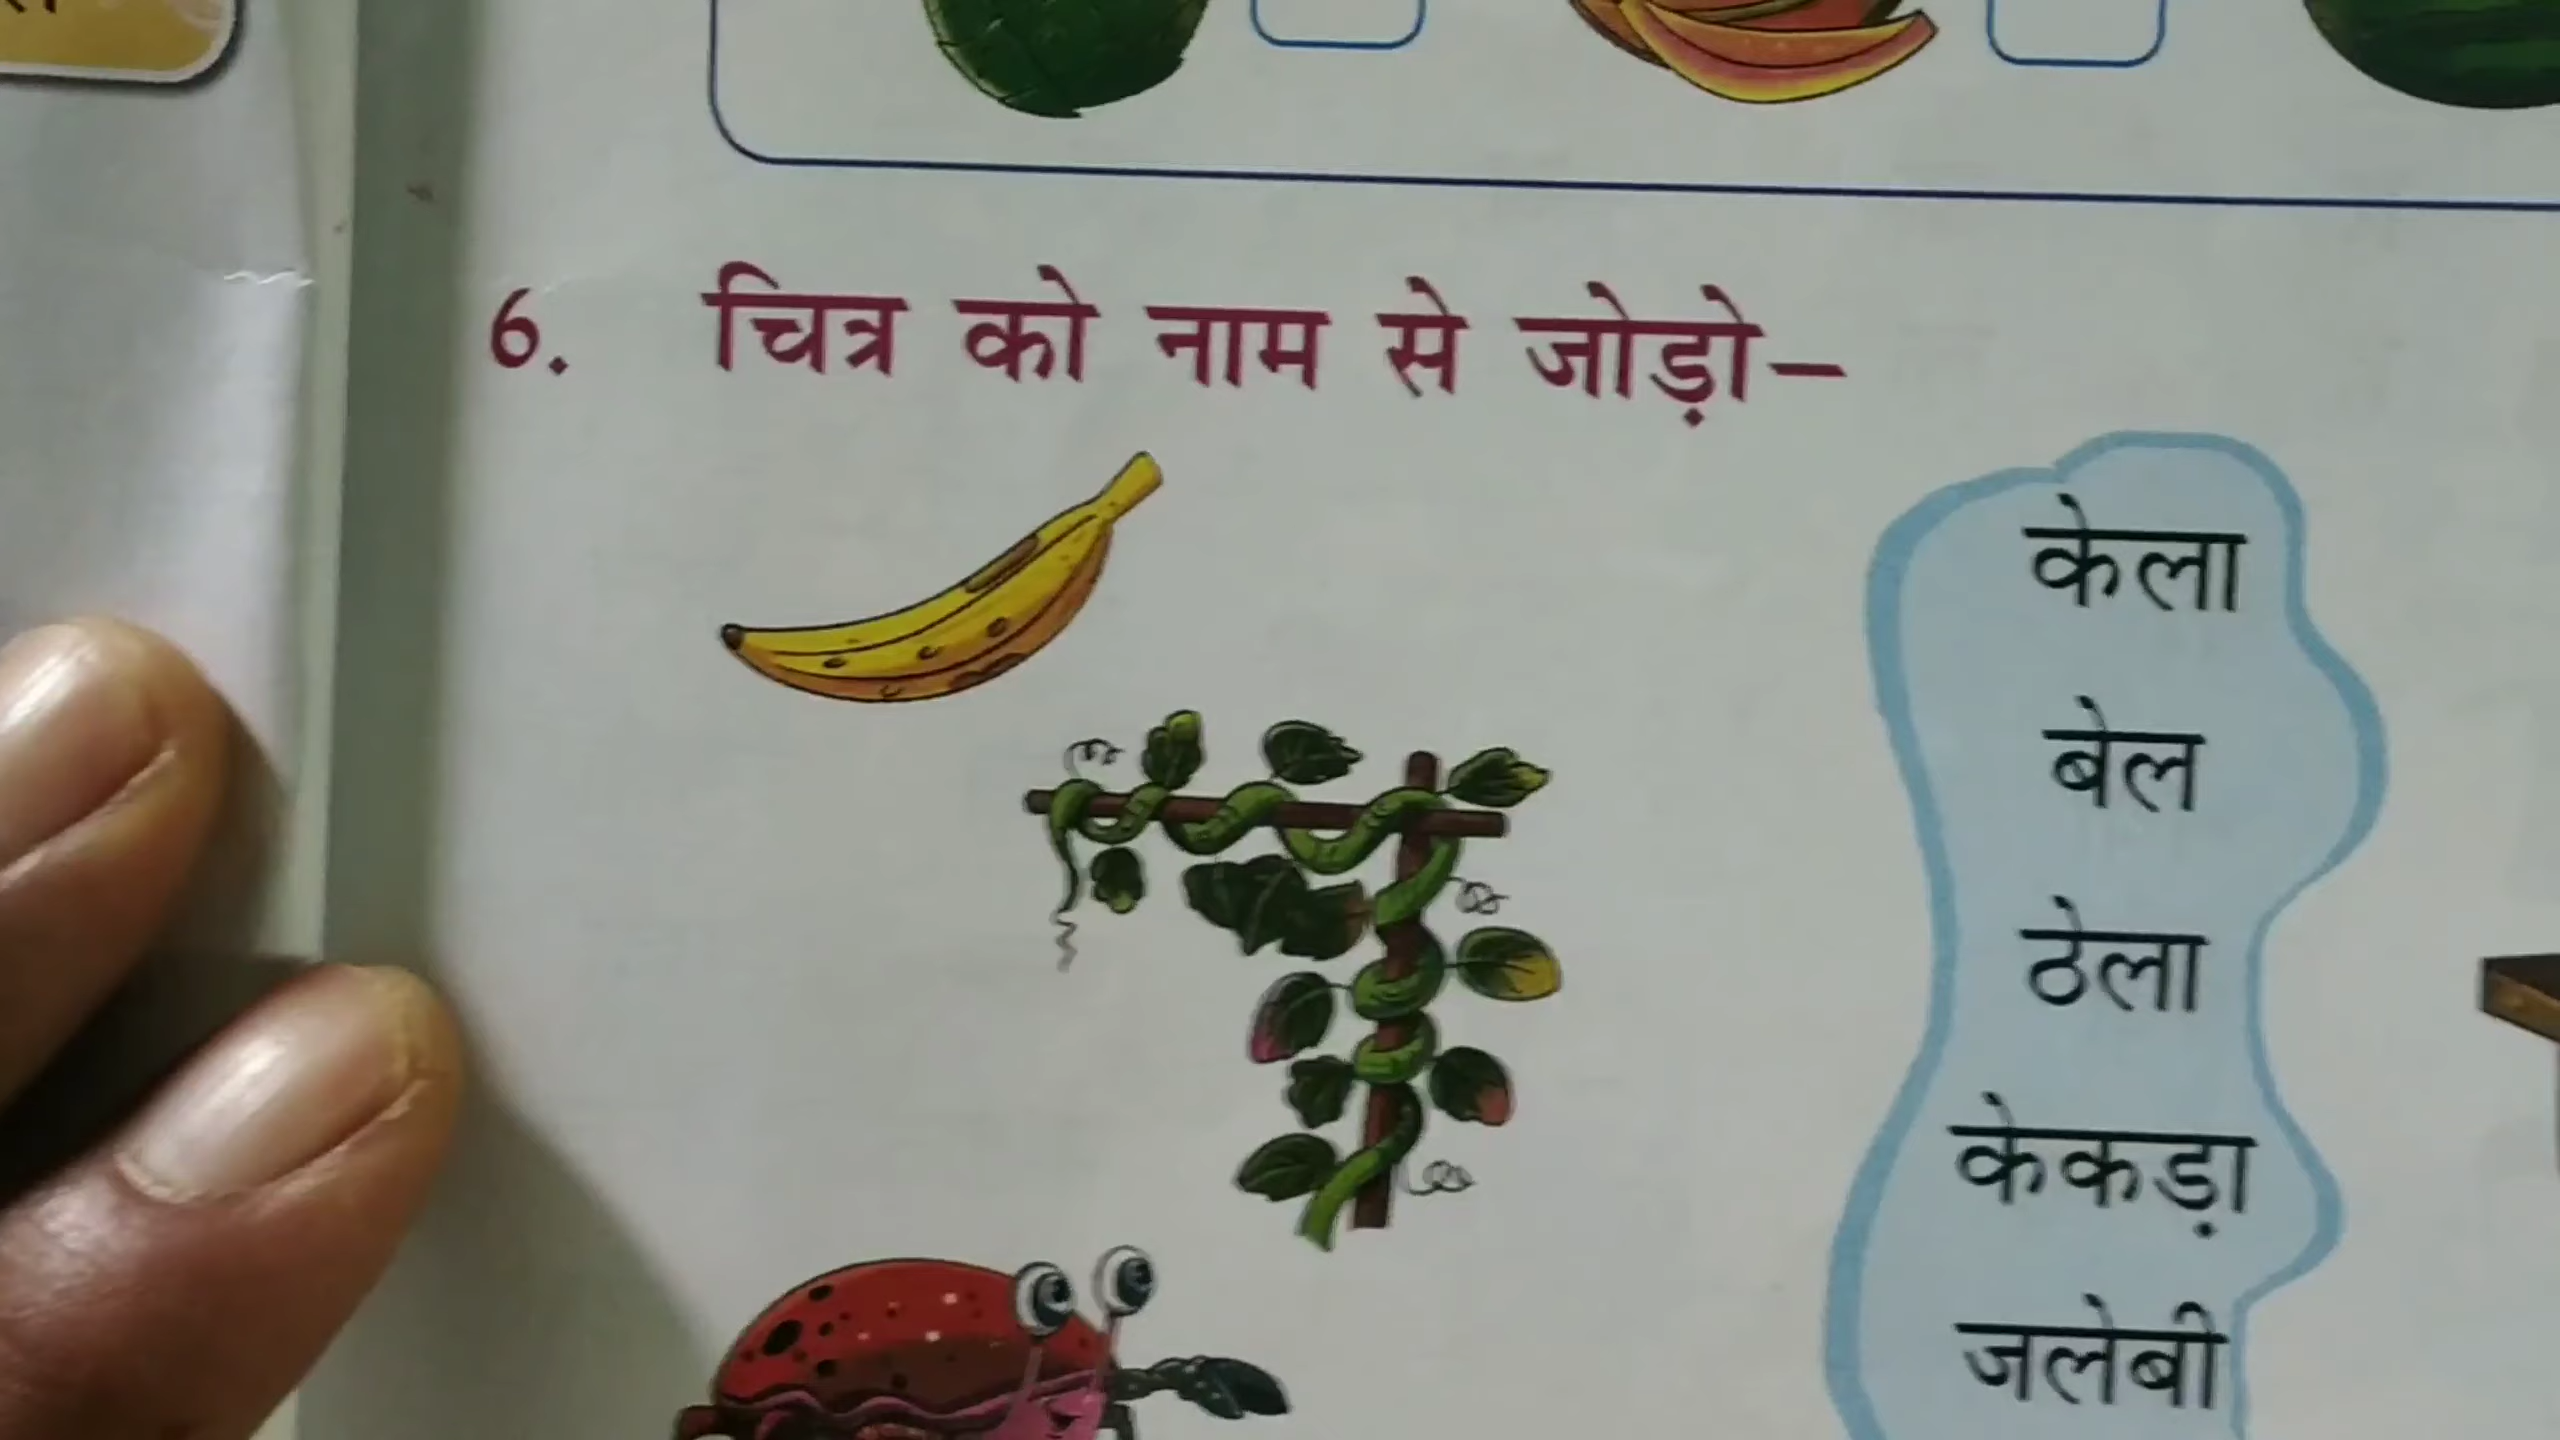 6. चित्र को नाम से जोड़ो–
केला
बेल
ठेला
केकड़ा
जलेबी